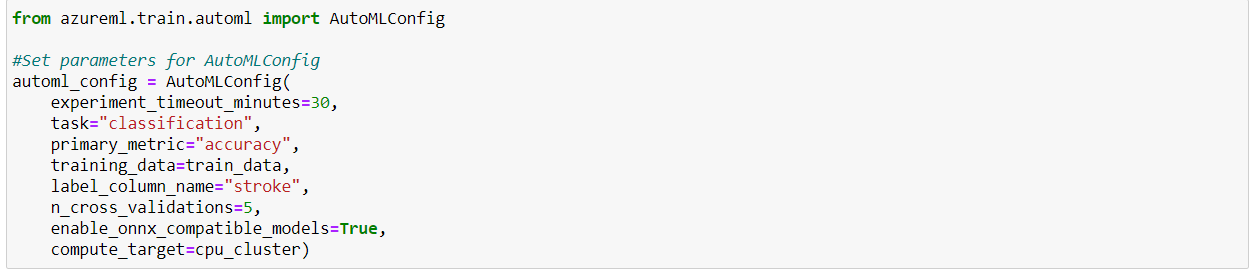 from azureml.train.automl import AutoMLConfig
#Set parameters for AutoMLConfig
automl_config = AutoMLConfig(
    experiment_timeout_minutes=30,
    task="classification",
    primary_metric="accuracy",
    training_data=train_data,
    label_column_name="stroke",
    n_cross_validations=5,
    enable_onnx_compatible_models=True,
    compute_target=cpu_cluster)